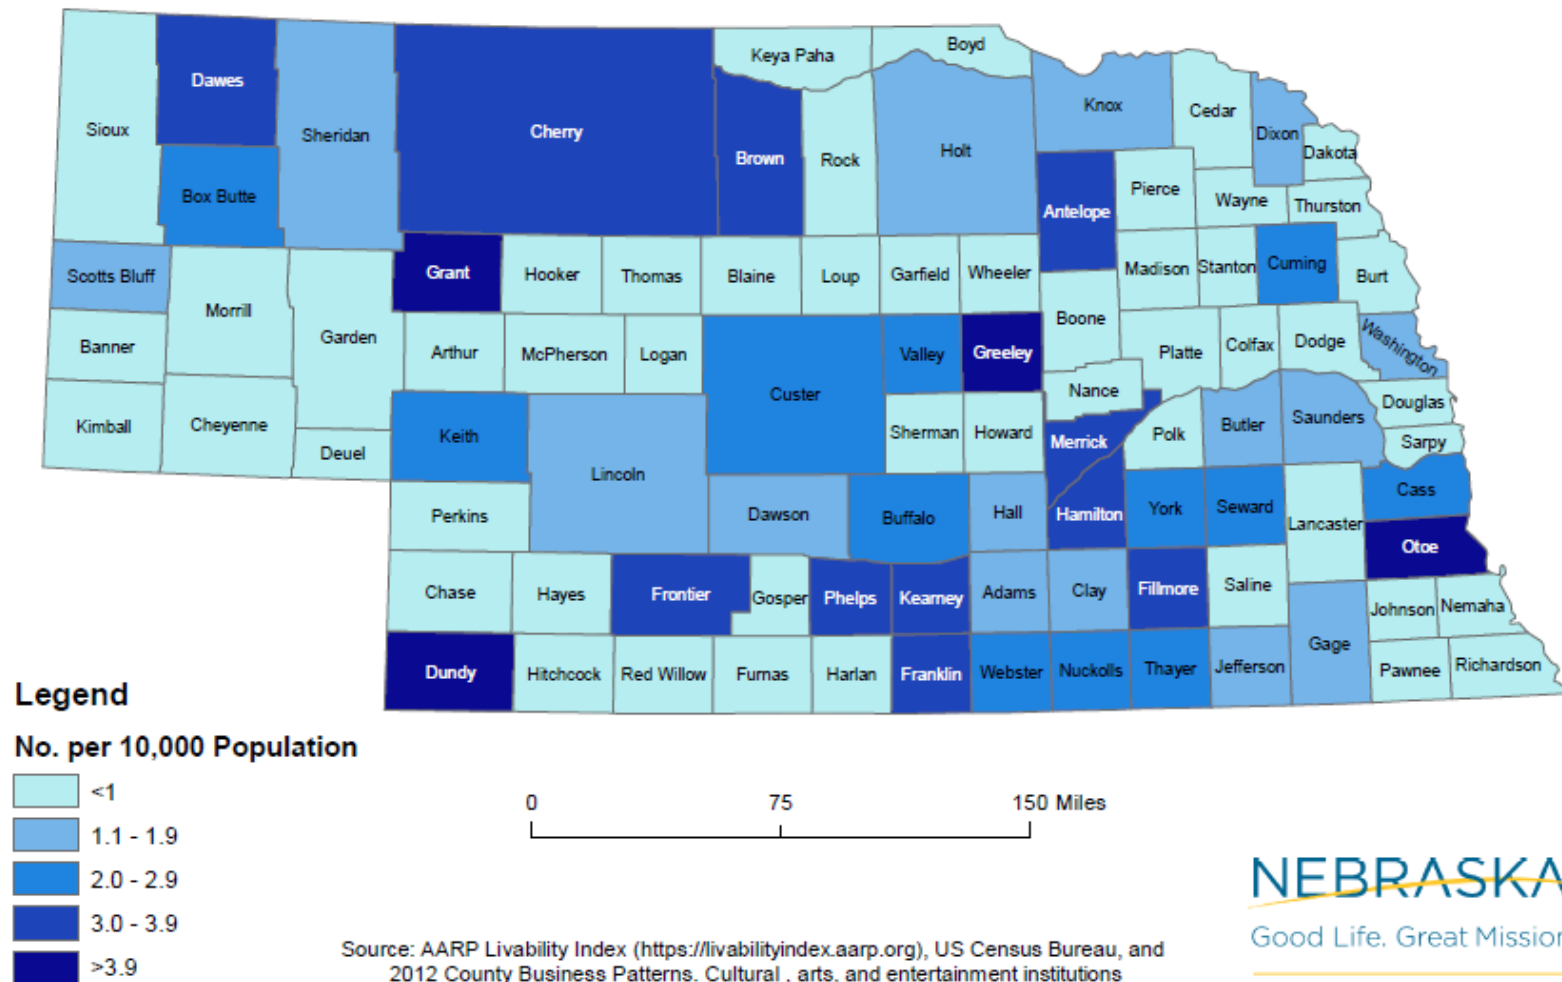 Keya Paha
Boyd
Dawes
Knox
Cedar
Sioux
Sheridan
Cherry
Brown
Rock
Holt
Dixon
Dakota
Box Butte
Antelope
Pierce
Wayne
Thurston
Scotts Bluff
Grant
Hooker
Thomas
Blaine
Loup
Garfield
Wheeler
Madison
Stanton
Cuming
Burt
Morrill
Garden
Boone
Banner
Arthur
McPherson
Logan
Valley
Greeley
Platte
Colfax
Dodge
Washington
Custer
Nance
Douglas
Kimball
Cheyenne
Deuel
Keith
Sherman
Howard
Merrick
Polk
Butler
Saunders
Sarpy
Lincoln
Perkins
Dawson
Buffalo
Hall
Hamilton
York
Seward
Lancaster
Cass
Otoe
Chase
Hayes
Frontier
Gosper
Phelps
Kearney
Adams
Clay
Fillmore
Saline
Johnson
Nemaha
Gage
Dundy
Hitchcock
Red Willow
Furnas
Harlan
Franklin
Webster
Nuckolls
Thayer
Jefferson
Pawnee
Richardson
Legend
No. per 10,000 Population
<1
1.1 - 1.9
2.0 - 2.9
3.0 - 3.9
>3.9
0 75 150 Miles
Source: AARP Livability Index (https://livabilityindex.aarp.org), US Census Bureau, and
2012 County Business Patterns. Cultural , arts, and entertainment institutions
NEBRASKA
Good Life. Great Mission